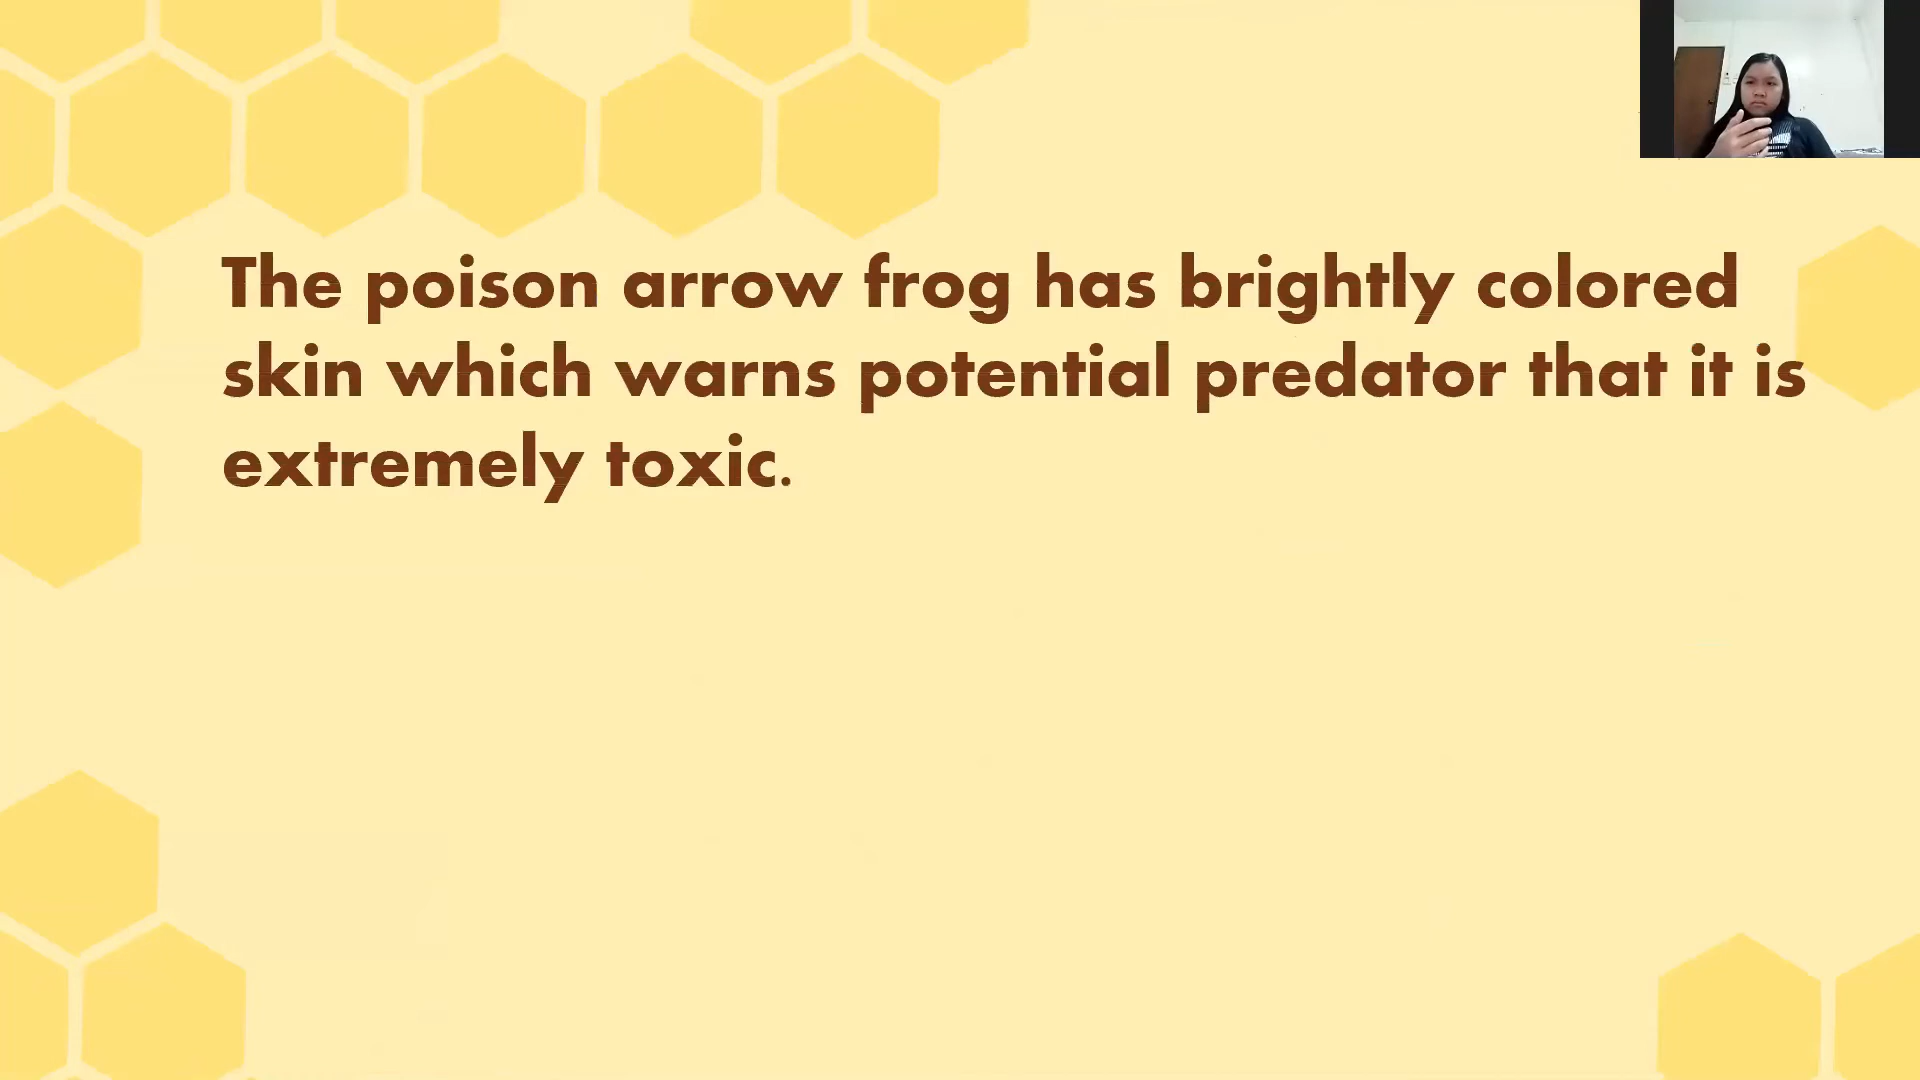 The poison arrow frog has brightly colored
skin which warns potential predator that it is
extremely toxic.